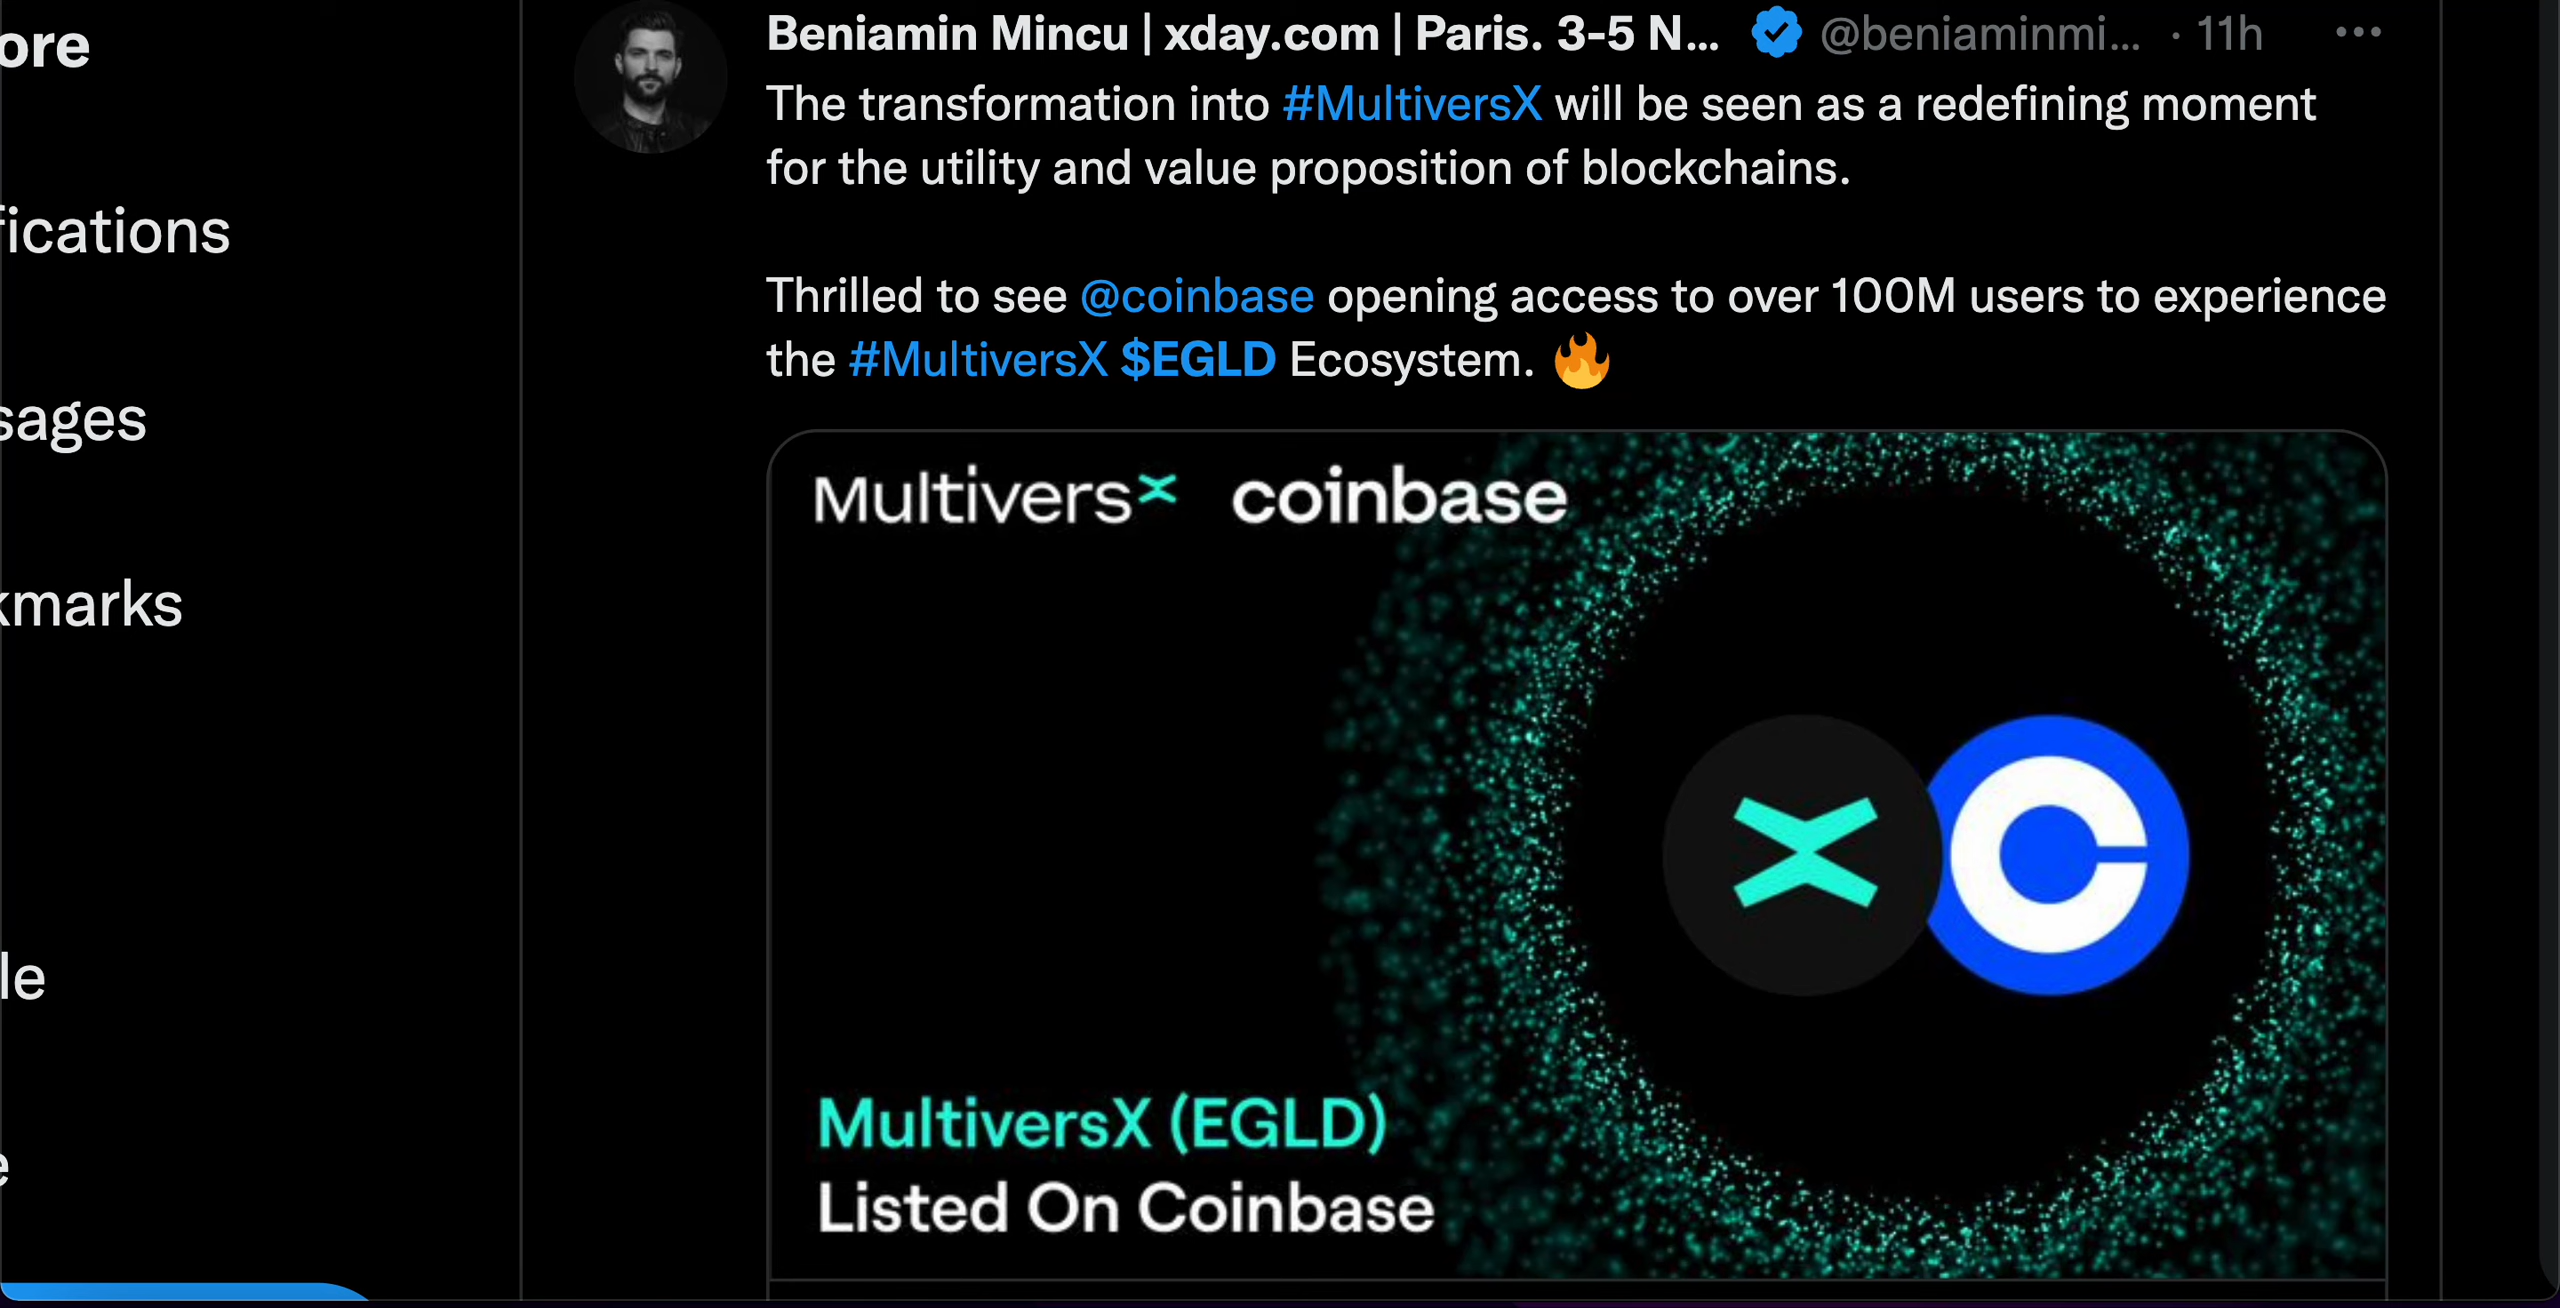 ore
fications
sages
kmarks
le
e
Beniamin Mincu | xday.com | Paris. 3-5 N... @beniaminmi... · 11h
The transformation into #MultiversX will be seen as a redefining moment
for the utility and value proposition of blockchains.
Thrilled to see @coinbase opening access to over 100M users to experience
the #MultiversX $EGLD Ecosystem. 🔥
MultiversX coinbase
MultiversX (EGLD)
Listed On Coinbase